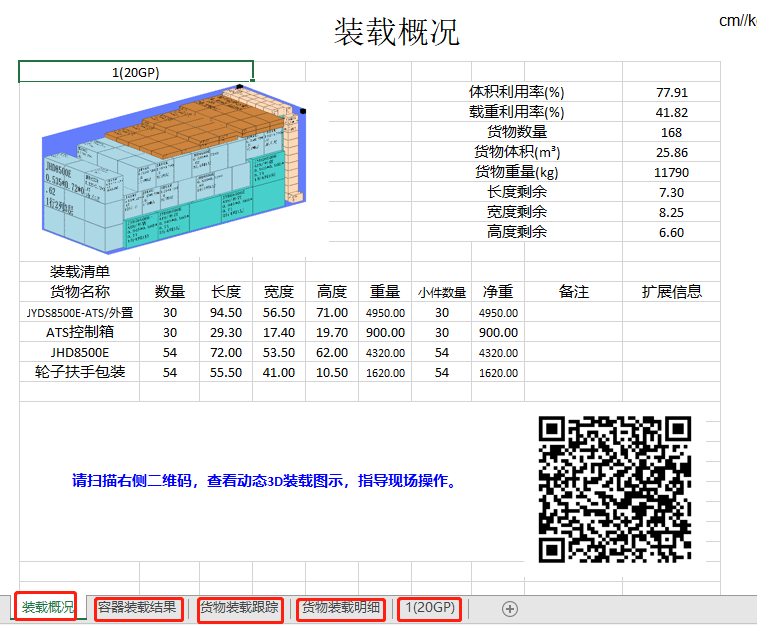 装载概况
cm//k
1(20GP)
体积利用率(%) 77.91
载重利用率(%) 41.82
货物数量 168
货物体积(m³) 25.86
货物重量(kg) 11790
长度剩余 7.30
宽度剩余 8.25
高度剩余 6.60
JHD8500E
装载清单
货物名称 数量 长度 宽度 高度 重量 小件数量 净重 备注 扩展信息
JYDS8500E-ATS/外置 30 94.50 56.50 71.00 4950.00 30 4950.00
ATS控制箱 30 29.30 17.40 19.70 900.00 30 900.00
JHD8500E 54 72.00 53.50 62.00 4320.00 54 4320.00
轮子扶手包装 54 55.50 41.00 10.50 1620.00 54 1620.00
请扫描右侧二维码，查看动态3D装载图示，指导现场操作。
装载概况 容器装载结果 货物装载跟踪 货物装载明细 1(20GP)